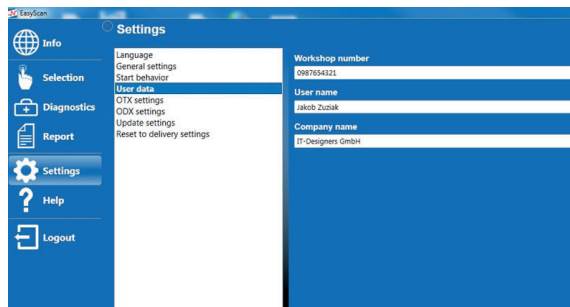 EasyScan
Info
Selection
Diagnostics
Report
Settings
Help
Logout
Settings
Language
General settings
Start behavior
User data
OTX settings
ODX settings
Update settings
Reset to delivery settings
Workshop number
0987654321
User name
Jakob Zuziak
Company name
IT-Designers GmbH